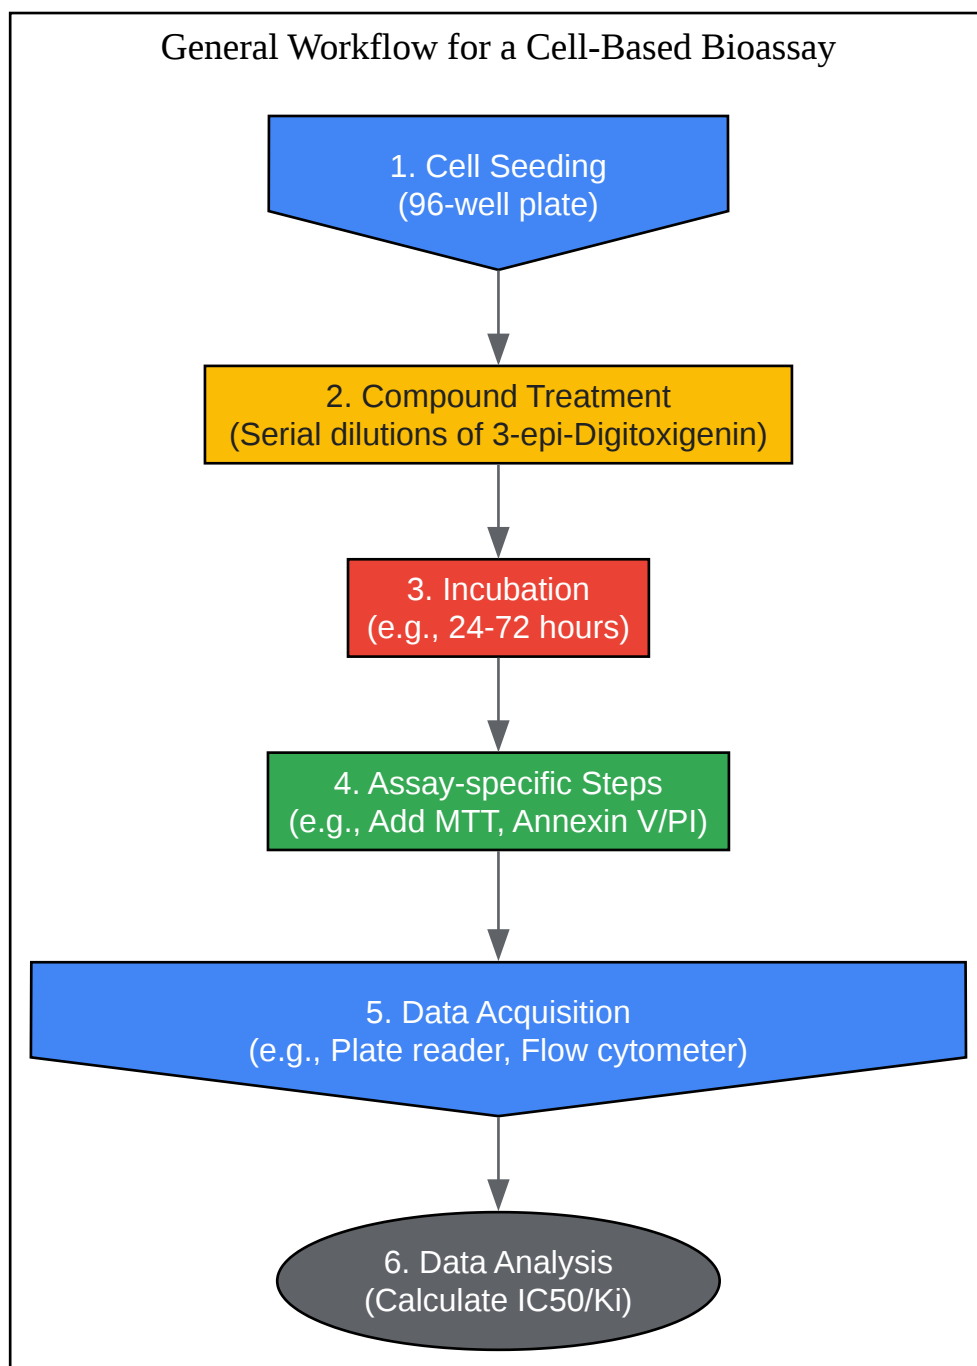 General Workflow for a Cell-Based Bioassay
1. Cell Seeding
(96-well plate)
2. Compound Treatment
(Serial dilutions of 3-epi-Digitoxigenin)
3. Incubation
(e.g., 24-72 hours)
4. Assay-specific Steps
(e.g., Add MTT, Annexin V/PI)
5. Data Acquisition
(e.g., Plate reader, Flow cytometer)
6. Data Analysis
(Calculate IC50/Ki)